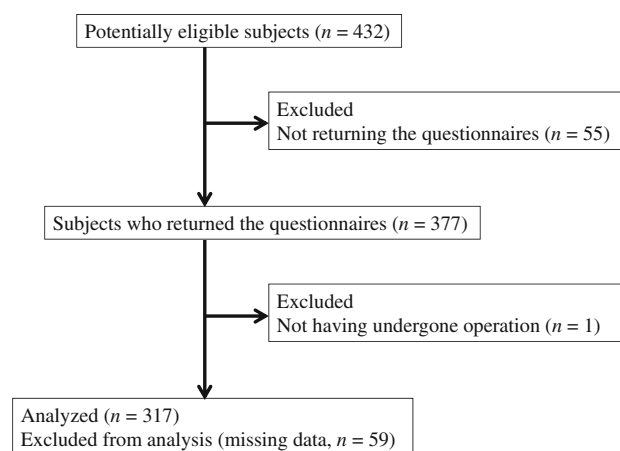 Potentially eligible subjects (n = 432)
Excluded
Not returning the questionnaires (n = 55)
Subjects who returned the questionnaires (n = 377)
Excluded
Not having undergone operation (n = 1)
Analyzed (n = 317)
Excluded from analysis (missing data, n = 59)